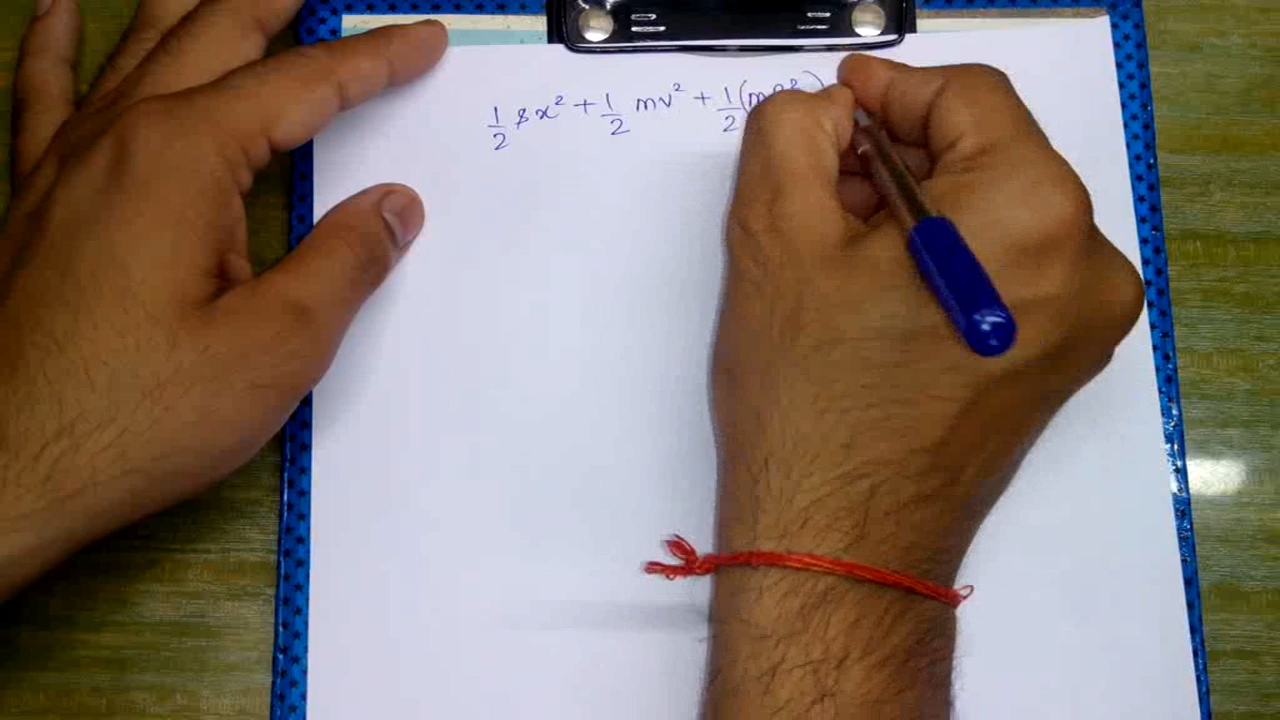 1/2 kx² + 1/2 mv² + 1/2 (m